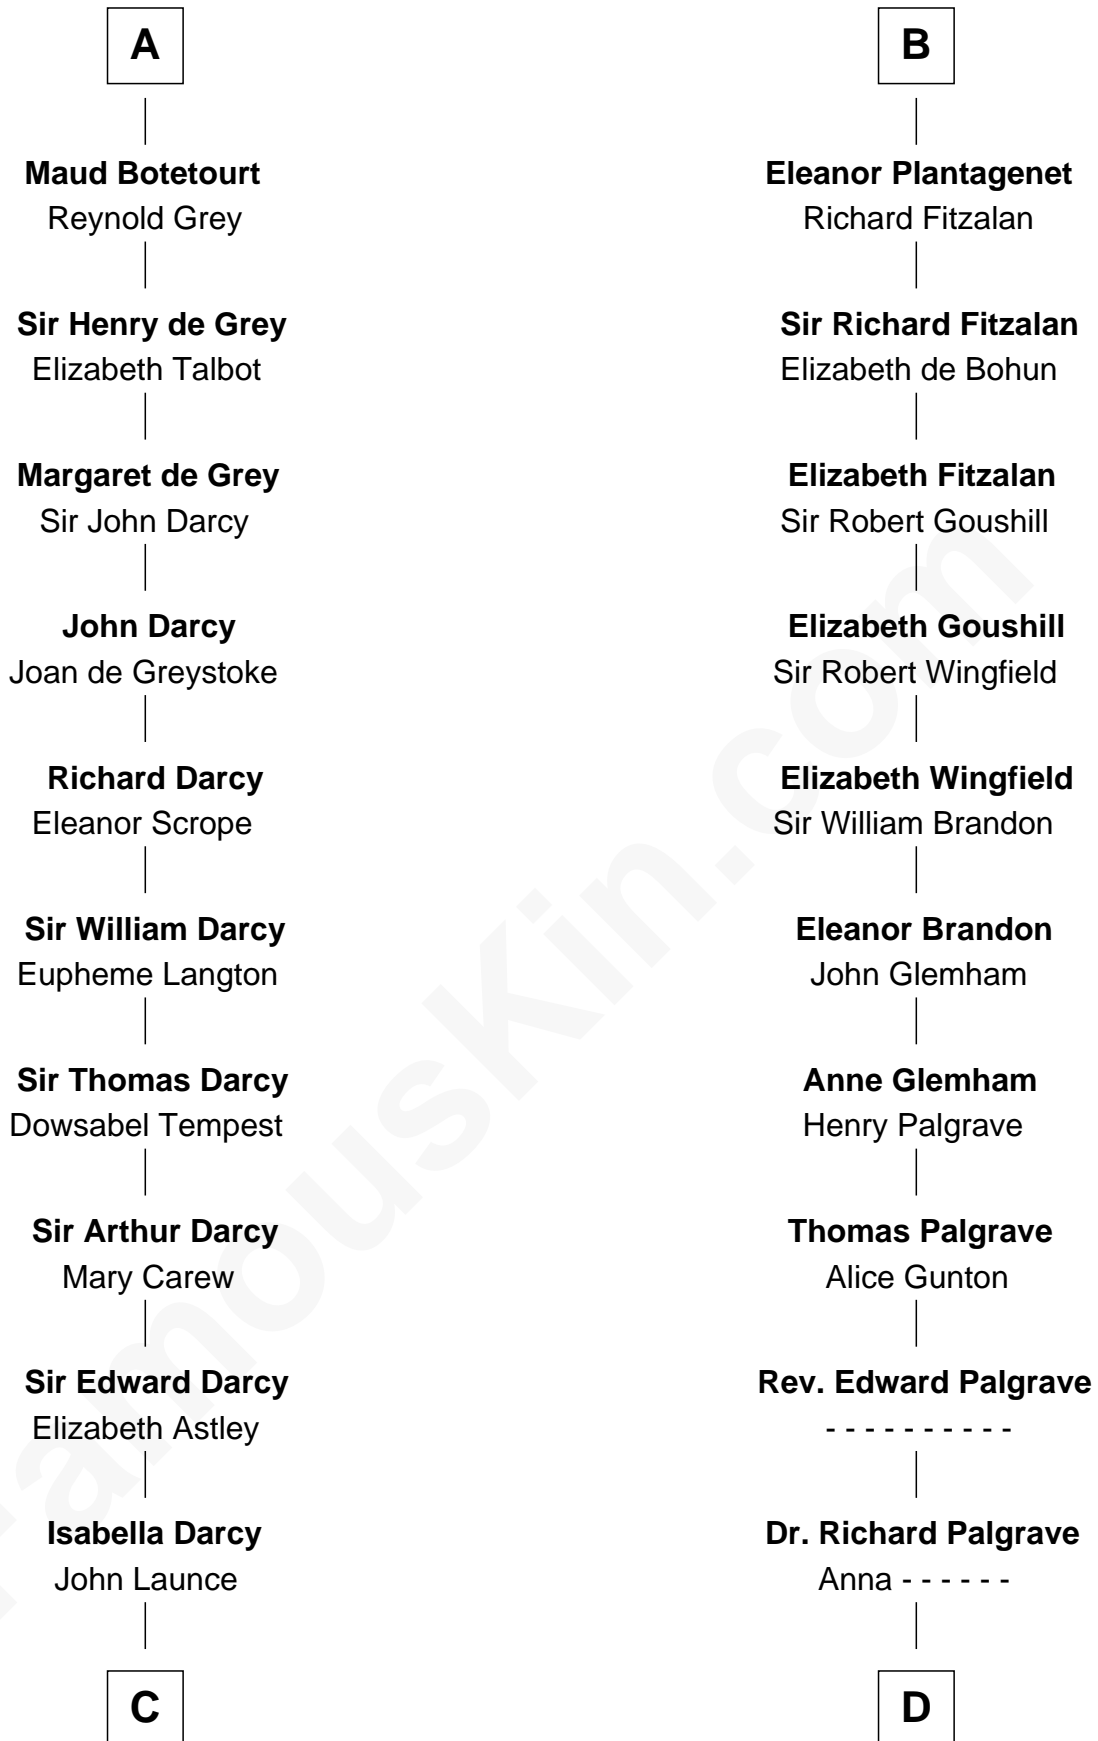 A
Maud Botetourt
Reynold Grey
Sir Henry de Grey
Elizabeth Talbot
Margaret de Grey
Sir John Darcy
John Darcy
Joan de Greystoke
Richard Darcy
Eleanor Scrope
Sir William Darcy
Eupheme Langton
Sir Thomas Darcy
Dowsabel Tempest
Sir Arthur Darcy
Mary Carew
Sir Edward Darcy
Elizabeth Astley
Isabella Darcy
John Launce
C
B
Eleanor Plantagenet
Richard Fitzalan
Sir Richard Fitzalan
Elizabeth de Bohun
Elizabeth Fitzalan
Sir Robert Goushill
Elizabeth Goushill
Sir Robert Wingfield
Elizabeth Wingfield
Sir William Brandon
Eleanor Brandon
John Glemham
Anne Glemham
Henry Palgrave
Thomas Palgrave
Alice Gunton
Rev. Edward Palgrave
- - - - - - - - - -
Dr. Richard Palgrave
Anna - - - - - -
D
FamousKin.com